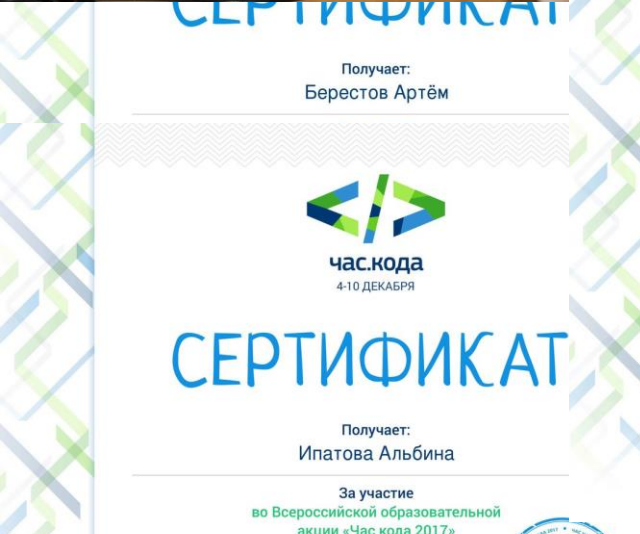 СЕРТИФИКАТ
Получает:
Берестов Артём
час.кода
4-10 ДЕКАБРЯ
СЕРТИФИКАТ
Получает:
Ипатова Альбина
За участие
во Всероссийской образовательной
акции «Час кода 2017»